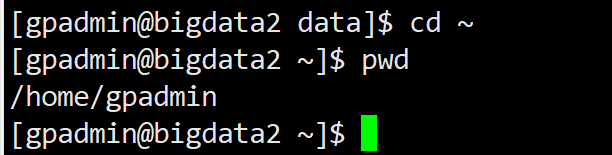 [gpadmin@bigdata2 data]$ cd ~
[gpadmin@bigdata2 ~]$ pwd
/home/gpadmin
[gpadmin@bigdata2 ~]$